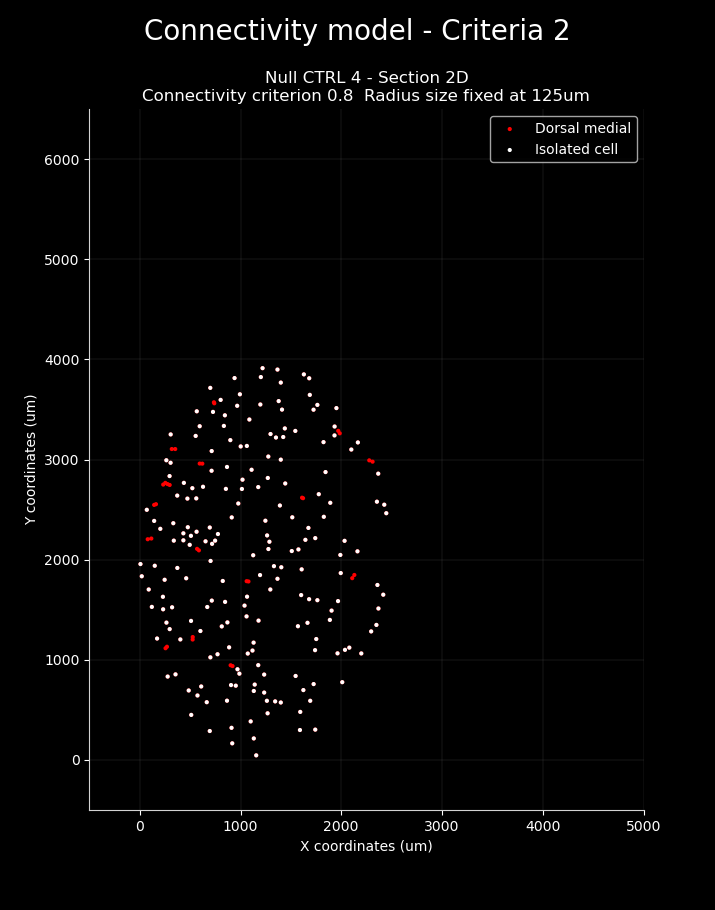 Connectivity model - Criteria 2
Null CTRL 4 - Section 2D
Connectivity criterion 0.8  Radius size fixed at 125um
Dorsal medial
Isolated cell
6000
5000
4000
3000
2000
1000
0
Y coordinates (um)
0 1000 2000 3000 4000 5000
X coordinates (um)